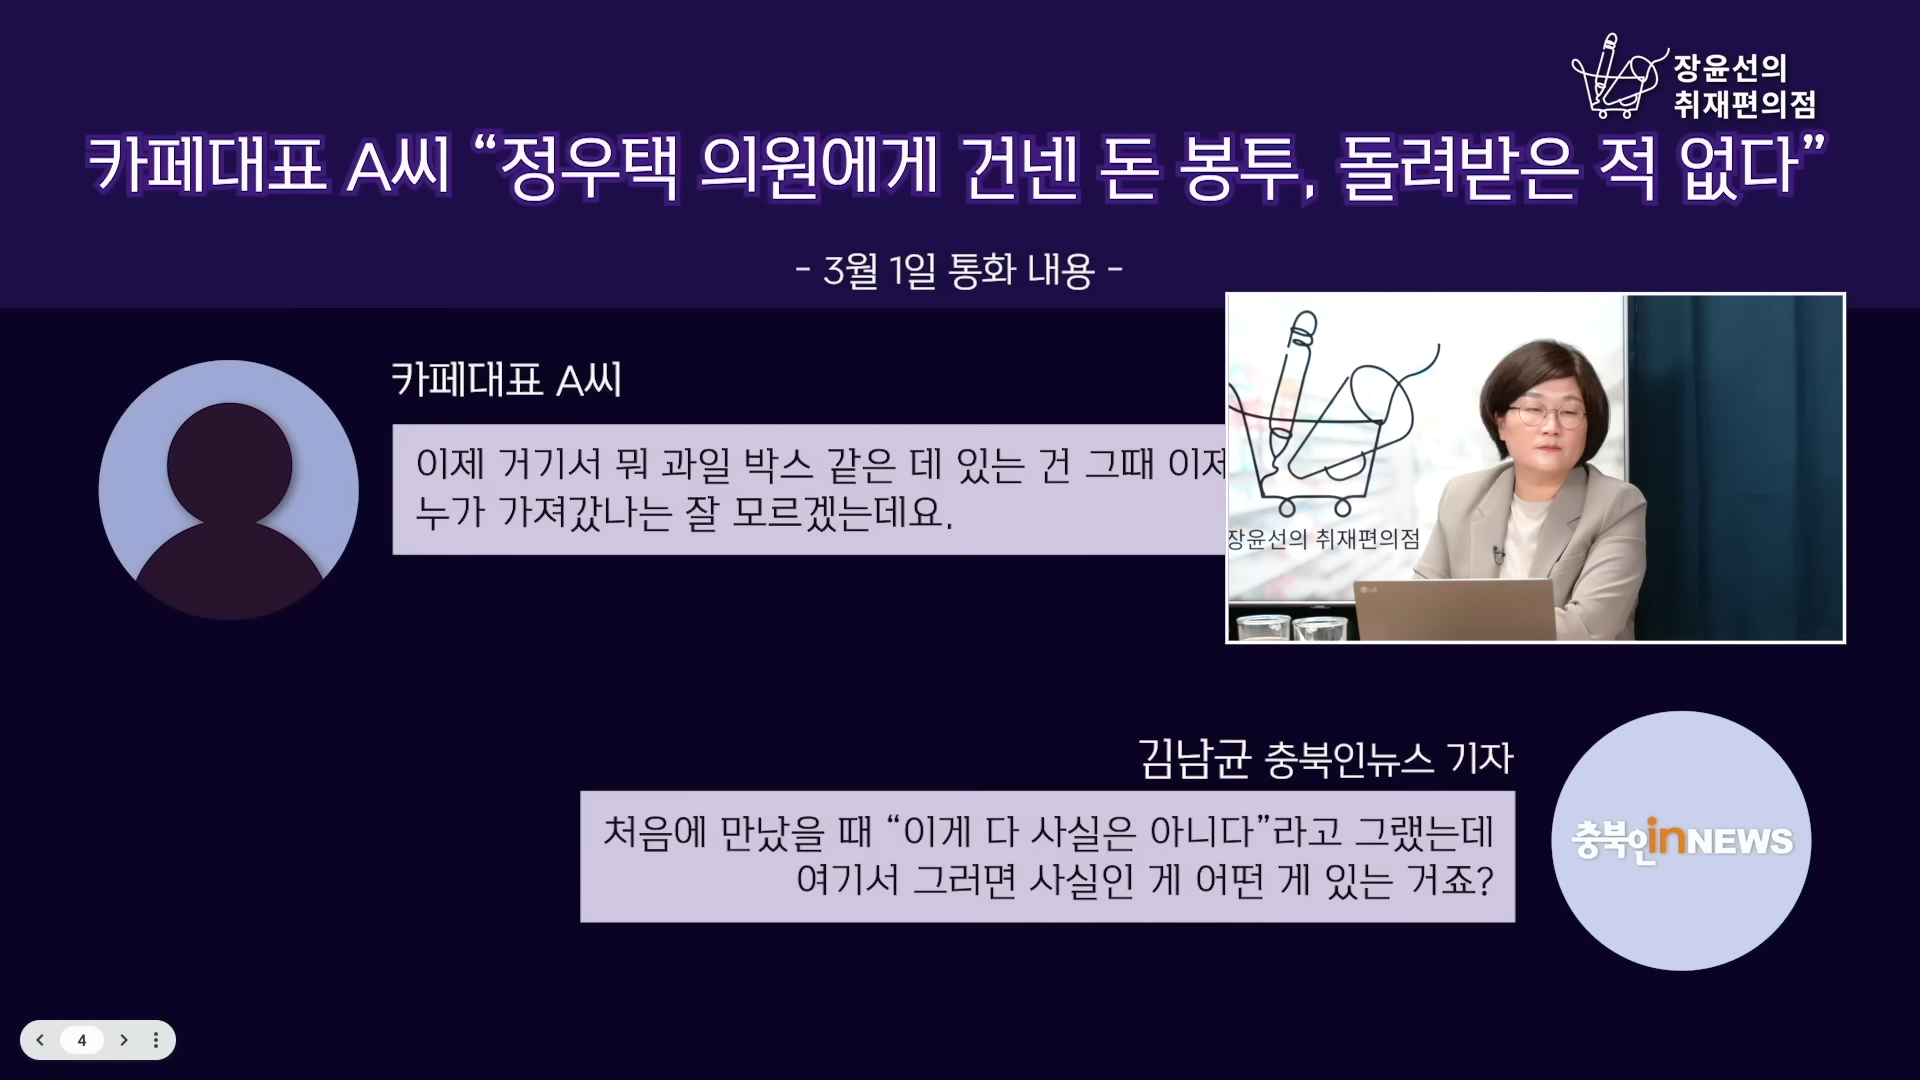 장윤선의
취재편의점
카페대표 A씨 “정우택 의원에게 건넨 돈 봉투, 돌려받은 적 없다”
- 3월 1일 통화 내용 -
카페대표 A씨
이제 거기서 뭐 과일 박스 같은 데 있는 건 그때 이제
누가 가져갔나는 잘 모르겠는데요.
장윤선의 취재편의점
LG
김남균 충북인뉴스 기자
처음에 만났을 때 “이게 다 사실은 아니다”라고 그랬는데
여기서 그러면 사실인 게 어떤 게 있는 거죠?
충북인inNEWS
4